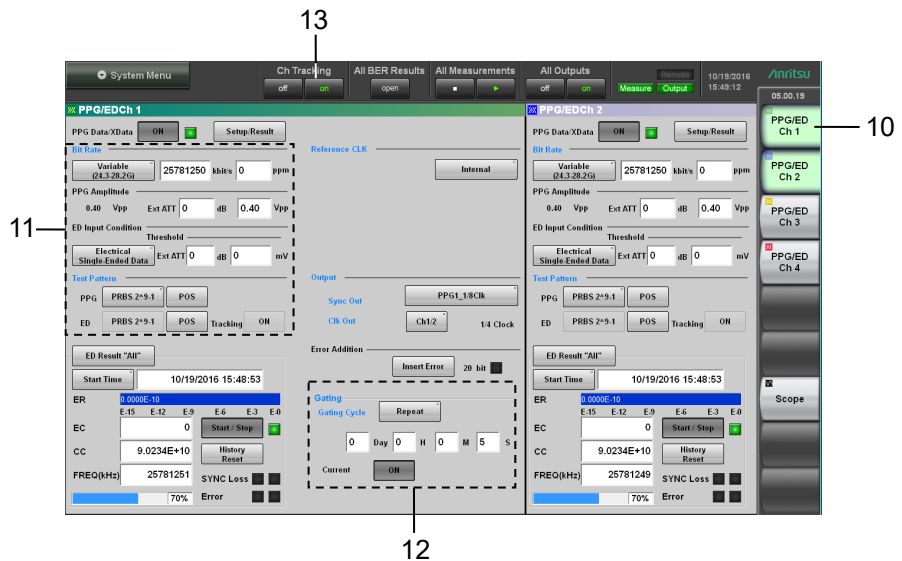 13
System Menu
Ch Tracking
off on
All BER Results
open
All Measurements
All Outputs
off on
Remote
Measure Output
10/19/2016
15:49:12
Anritsu
05.00.19
PPG/EDCh 1
PPG Data/XData ON Setup/Result
Bit Rate
Variable
(24.3-28.2G)
25781250 kbit/s 0 ppm
PPG Amplitude
0.40 Vpp Ext ATT 0 dB 0.40 Vpp
ED Input Condition
Threshold
Electrical
Single-Ended Data
Ext ATT 0 dB 0 mV
Test Pattern
PPG PRBS 2^9-1 POS
ED PRBS 2^9-1 POS Tracking ON
ED Result "All"
Start Time 10/19/2016 15:48:53
ER 0.0000E-10
E-15 E-12 E-9 E-6 E-3 E-0
EC 0 Start / Stop
CC 9.0234E+10 History
Reset
FREQ(kHz) 25781251 SYNC Loss
70% Error
Reference CLK
Internal
Output
Sync Out PPG1_1/8Clk
Clk Out Ch1/2 1/4 Clock
Error Addition
Insert Error 20 bit
Gating
Gating Cycle Repeat
0 Day 0 H 0 M 5 S
Current ON
PPG/EDCh 2
PPG Data/XData ON Setup/Result
Bit Rate
Variable
(24.3-28.2G)
25781250 kbit/s 0 ppm
PPG Amplitude
0.40 Vpp Ext ATT 0 dB 0.40 Vpp
ED Input Condition
Threshold
Electrical
Single-Ended Data
Ext ATT 0 dB 0 mV
Test Pattern
PPG PRBS 2^9-1 POS
ED PRBS 2^9-1 POS Tracking ON
ED Result "All"
Start Time 10/19/2016 15:48:53
ER 0.0000E-10
E-15 E-12 E-9 E-6 E-3 E-0
EC 0 Start / Stop
CC 9.0234E+10 History
Reset
FREQ(kHz) 25781249 SYNC Loss
70% Error
PPG/ED
Ch 1
PPG/ED
Ch 2
PPG/ED
Ch 3
PPG/ED
Ch 4
Scope
10
11
12